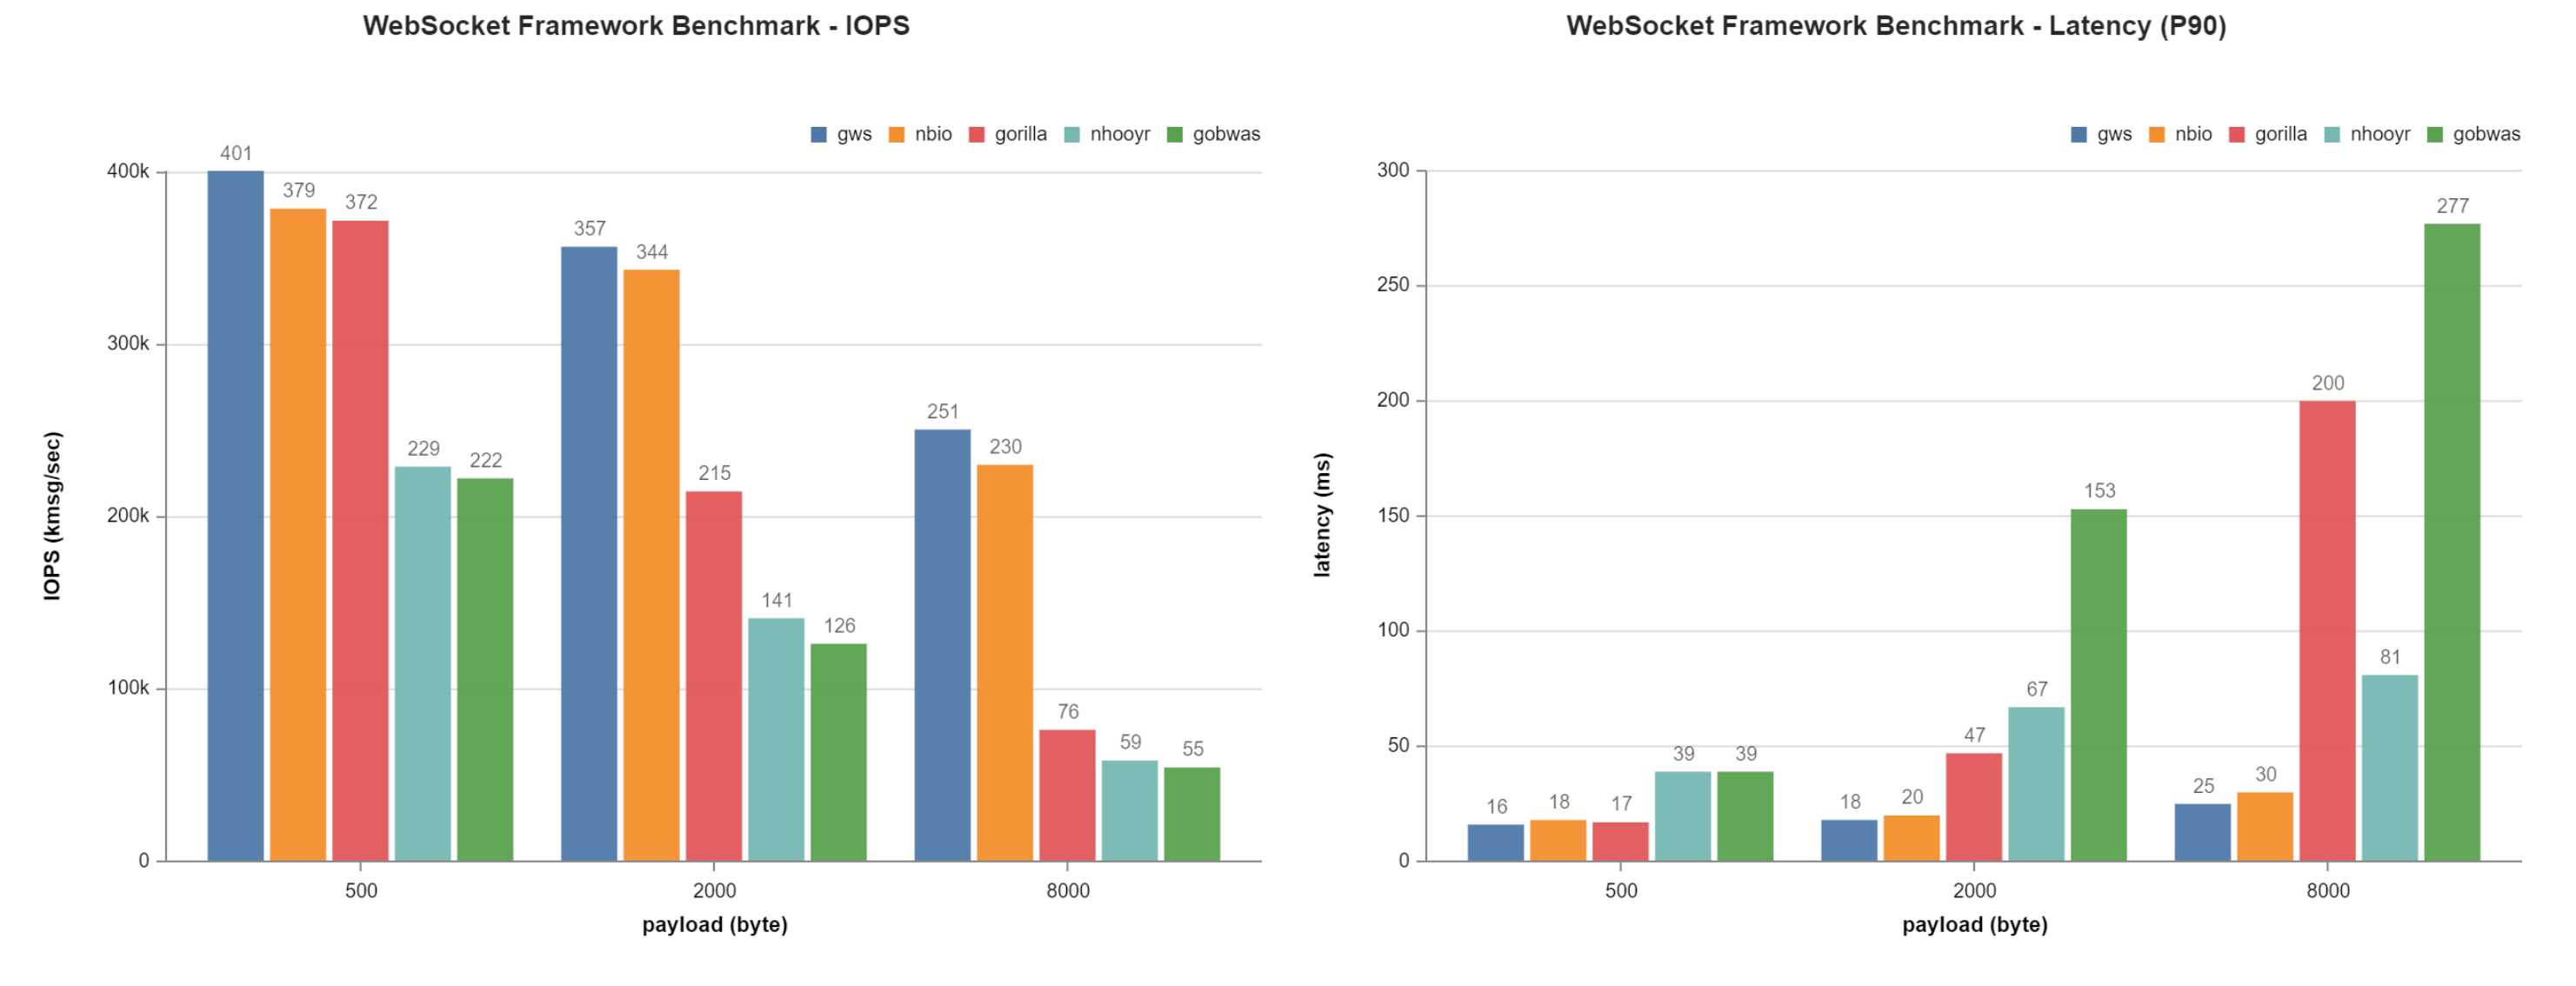 WebSocket Framework Benchmark - IOPS
gws nbio gorilla nhooyr gobwas
400k
300k
200k
100k
0
IOPS (kmsg/sec)
401 379 372 229 222
357 344 215 141 126
251 230 76 59 55
500 2000 8000
payload (byte)
WebSocket Framework Benchmark - Latency (P90)
gws nbio gorilla nhooyr gobwas
300
250
200
150
100
50
0
latency (ms)
16 18 17 39 39
18 20 47 67 153
25 30 200 81 277
500 2000 8000
payload (byte)